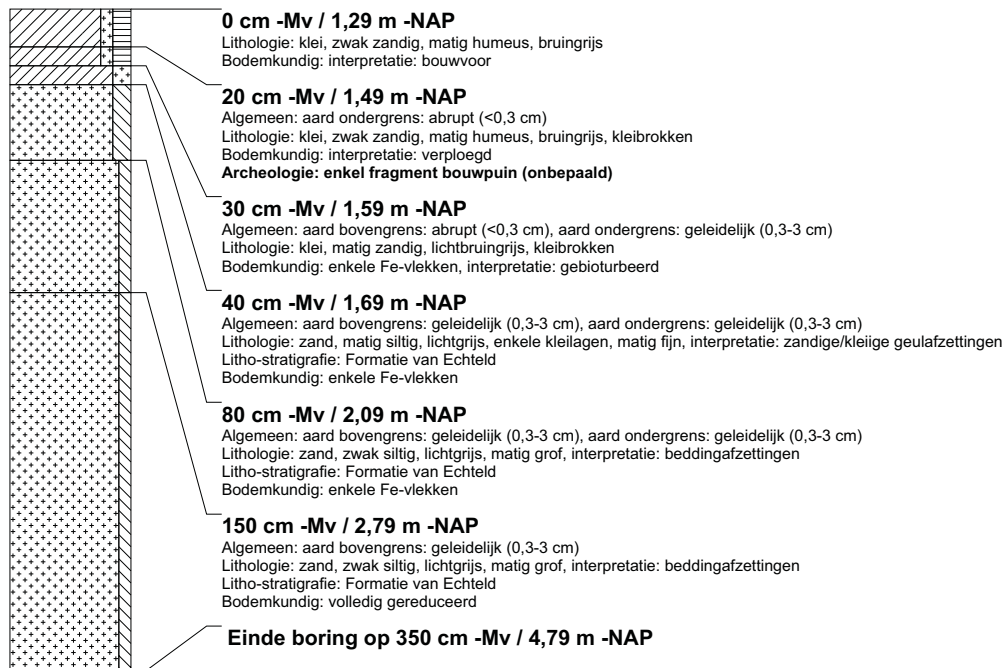 0 cm -Mv / 1,29 m -NAP
Lithologie: klei, zwak zandig, matig humeus, bruingrijs
Bodemkundig: interpretatie: bouwvoor
20 cm -Mv / 1,49 m -NAP
Algemeen: aard ondergrens: abrupt (<0,3 cm)
Lithologie: klei, zwak zandig, matig humeus, bruingrijs, kleibrokken
Bodemkundig: interpretatie: verploegd
Archeologie: enkel fragment bouwpuin (onbepaald)
30 cm -Mv / 1,59 m -NAP
Algemeen: aard bovengrens: abrupt (<0,3 cm), aard ondergrens: geleidelijk (0,3-3 cm)
Lithologie: klei, matig zandig, lichtbruingrijs, kleibrokken
Bodemkundig: enkele Fe-vlekken, interpretatie: gebioturbeerd
40 cm -Mv / 1,69 m -NAP
Algemeen: aard bovengrens: geleidelijk (0,3-3 cm), aard ondergrens: geleidelijk (0,3-3 cm)
Lithologie: zand, matig siltig, lichtgrijs, enkele kleilagen, matig fijn, interpretatie: zandige/kleiige geulafzettingen
Litho-stratigrafie: Formatie van Echteld
Bodemkundig: enkele Fe-vlekken
80 cm -Mv / 2,09 m -NAP
Algemeen: aard bovengrens: geleidelijk (0,3-3 cm), aard ondergrens: geleidelijk (0,3-3 cm)
Lithologie: zand, zwak siltig, lichtgrijs, matig grof, interpretatie: beddingafzettingen
Litho-stratigrafie: Formatie van Echteld
Bodemkundig: enkele Fe-vlekken
150 cm -Mv / 2,79 m -NAP
Algemeen: aard bovengrens: geleidelijk (0,3-3 cm)
Lithologie: zand, zwak siltig, lichtgrijs, matig grof, interpretatie: beddingafzettingen
Litho-stratigrafie: Formatie van Echteld
Bodemkundig: volledig gereduceerd
Einde boring op 350 cm -Mv / 4,79 m -NAP